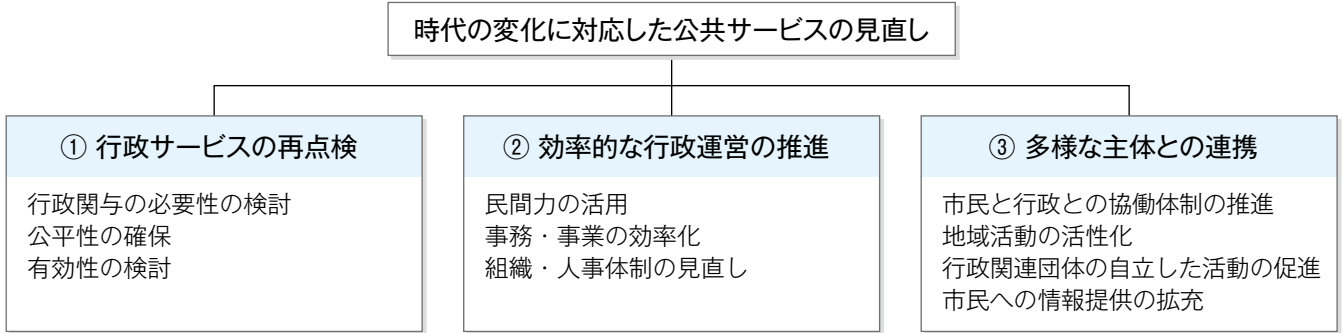 時代の変化に対応した公共サービスの見直し
① 行政サービスの再点検
行政関与の必要性の検討
公平性の確保
有効性の検討
② 効率的な行政運営の推進
民間力の活用
事務・事業の効率化
組織・人事体制の見直し
③ 多様な主体との連携
市民と行政との協働体制の推進
地域活動の活性化
行政関連団体の自立した活動の促進
市民への情報提供の拡充